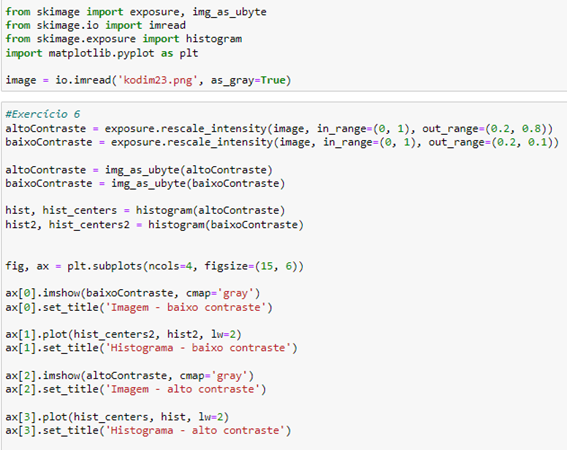 from skimage import exposure, img_as_ubyte
from skimage.io import imread
from skimage.exposure import histogram
import matplotlib.pyplot as plt
image = io.imread('kodim23.png', as_gray=True)
#Exercício 6
altoContraste = exposure.rescale_intensity(image, in_range=(0, 1), out_range=(0.2, 0.8))
baixoContraste = exposure.rescale_intensity(image, in_range=(0, 1), out_range=(0.2, 0.1))
altoContraste = img_as_ubyte(altoContraste)
baixoContraste = img_as_ubyte(baixoContraste)
hist, hist_centers = histogram(altoContraste)
hist2, hist_centers2 = histogram(baixoContraste)
fig, ax = plt.subplots(ncols=4, figsize=(15, 6))
ax[0].imshow(baixoContraste, cmap='gray')
ax[0].set_title('Imagem - baixo contraste')
ax[1].plot(hist_centers2, hist2, lw=2)
ax[1].set_title('Histograma - baixo contraste')
ax[2].imshow(altoContraste, cmap='gray')
ax[2].set_title('Imagem - alto contraste')
ax[3].plot(hist_centers, hist, lw=2)
ax[3].set_title('Histograma - alto contraste')